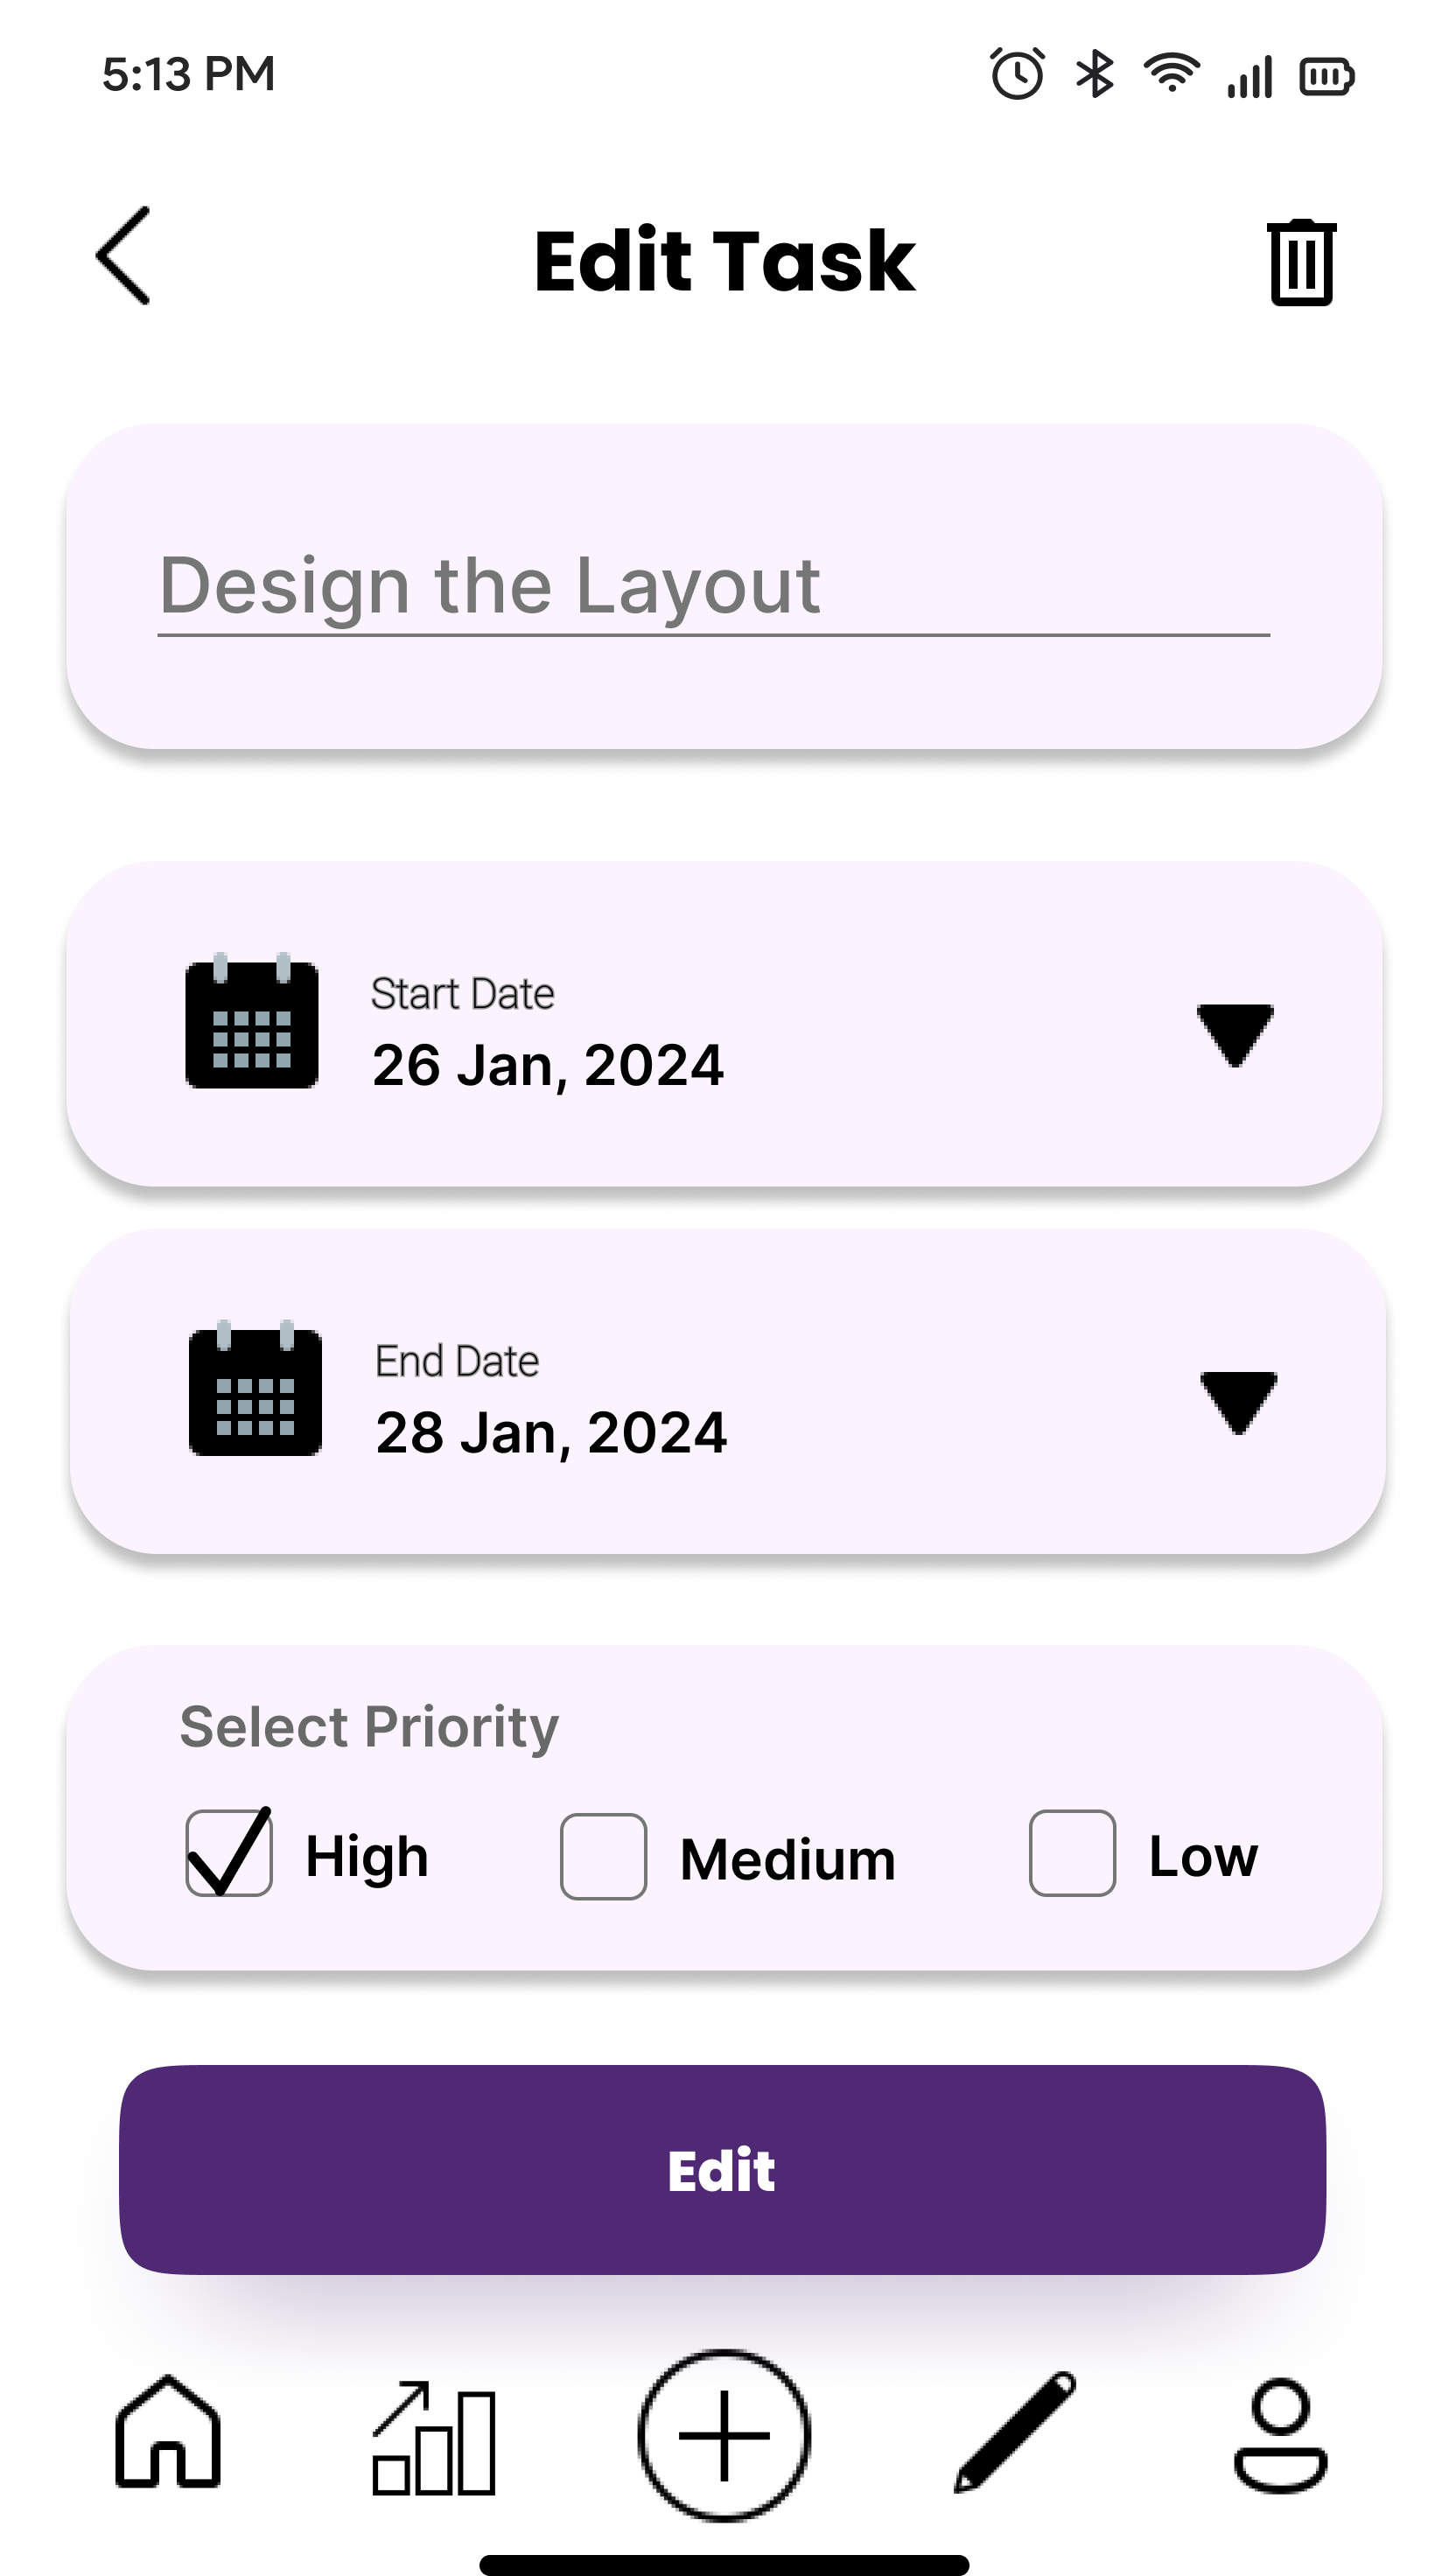 5:13 PM
Edit Task
Design the Layout
Start Date
26 Jan, 2024
End Date
28 Jan, 2024
Select Priority
High Medium Low
Edit